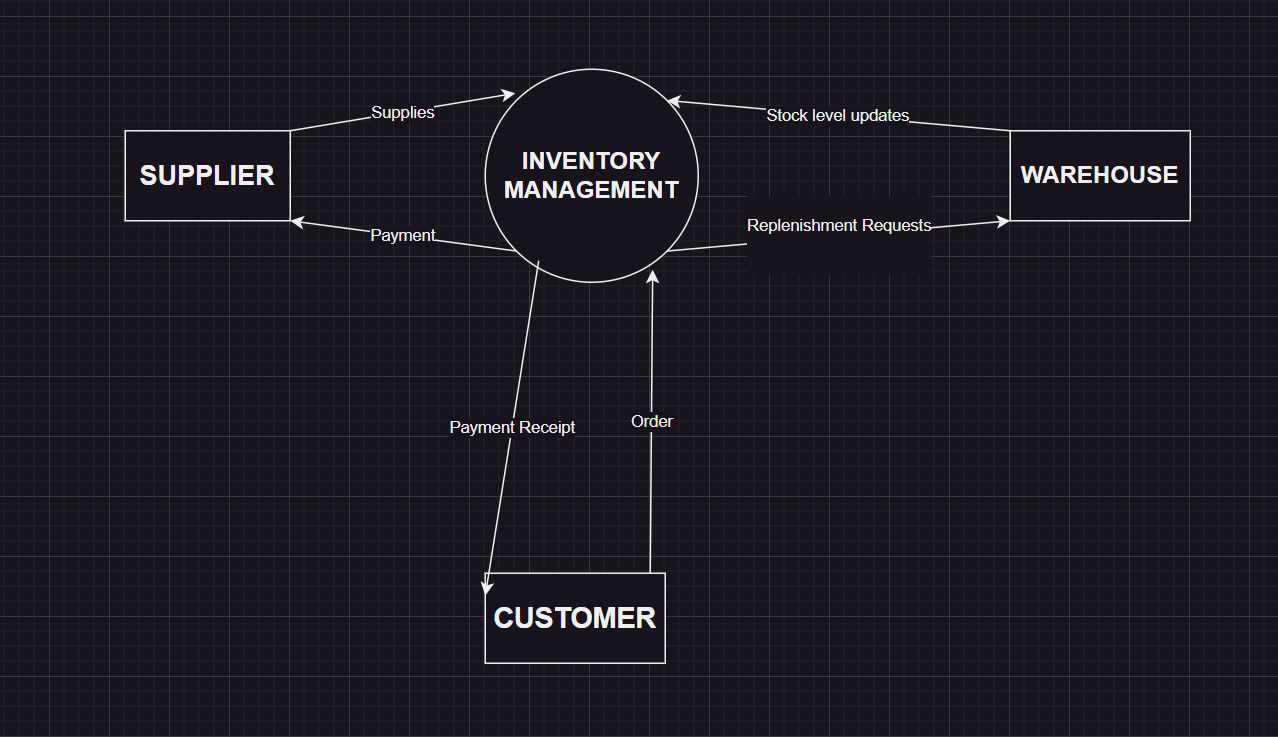 Supplies
Stock level updates
INVENTORY
MANAGEMENT
SUPPLIER
WAREHOUSE
Payment
Replenishment Requests
Payment Receipt
Order
CUSTOMER